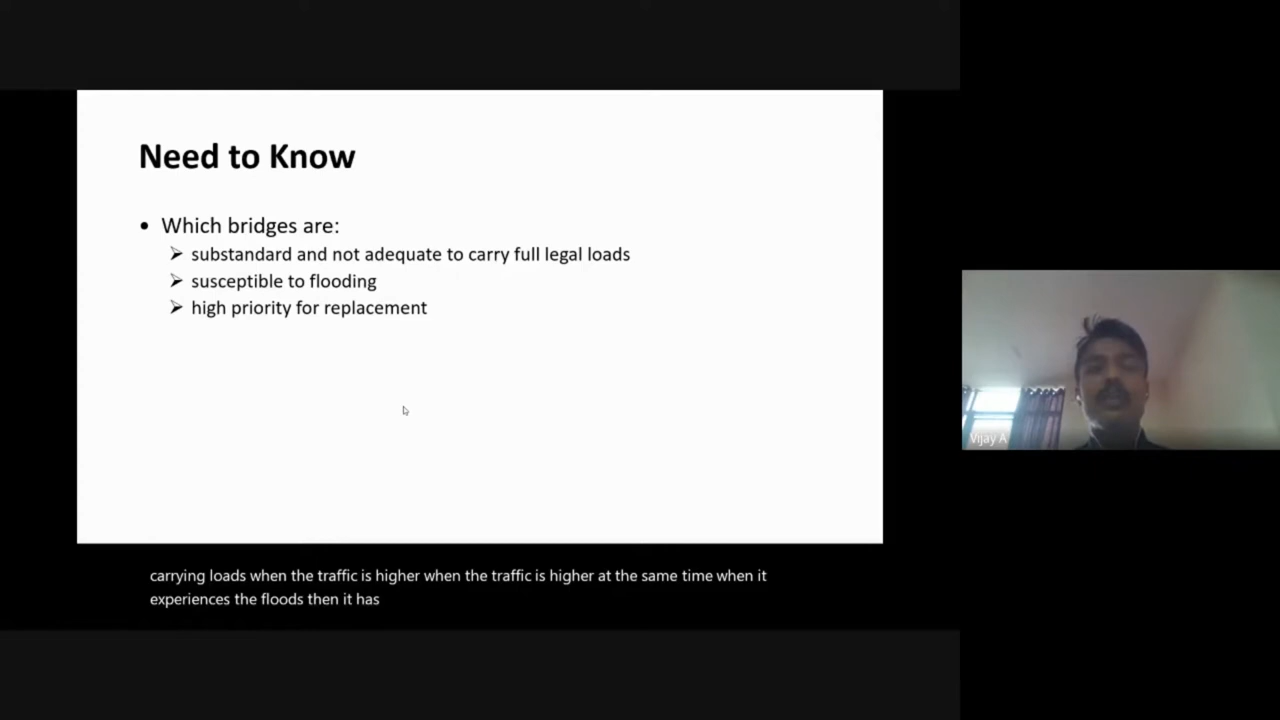 Need to Know
• Which bridges are:
➢ substandard and not adequate to carry full legal loads
➢ susceptible to flooding
➢ high priority for replacement
Vijay A
carrying loads when the traffic is higher when the traffic is higher at the same time when it
experiences the floods then it has